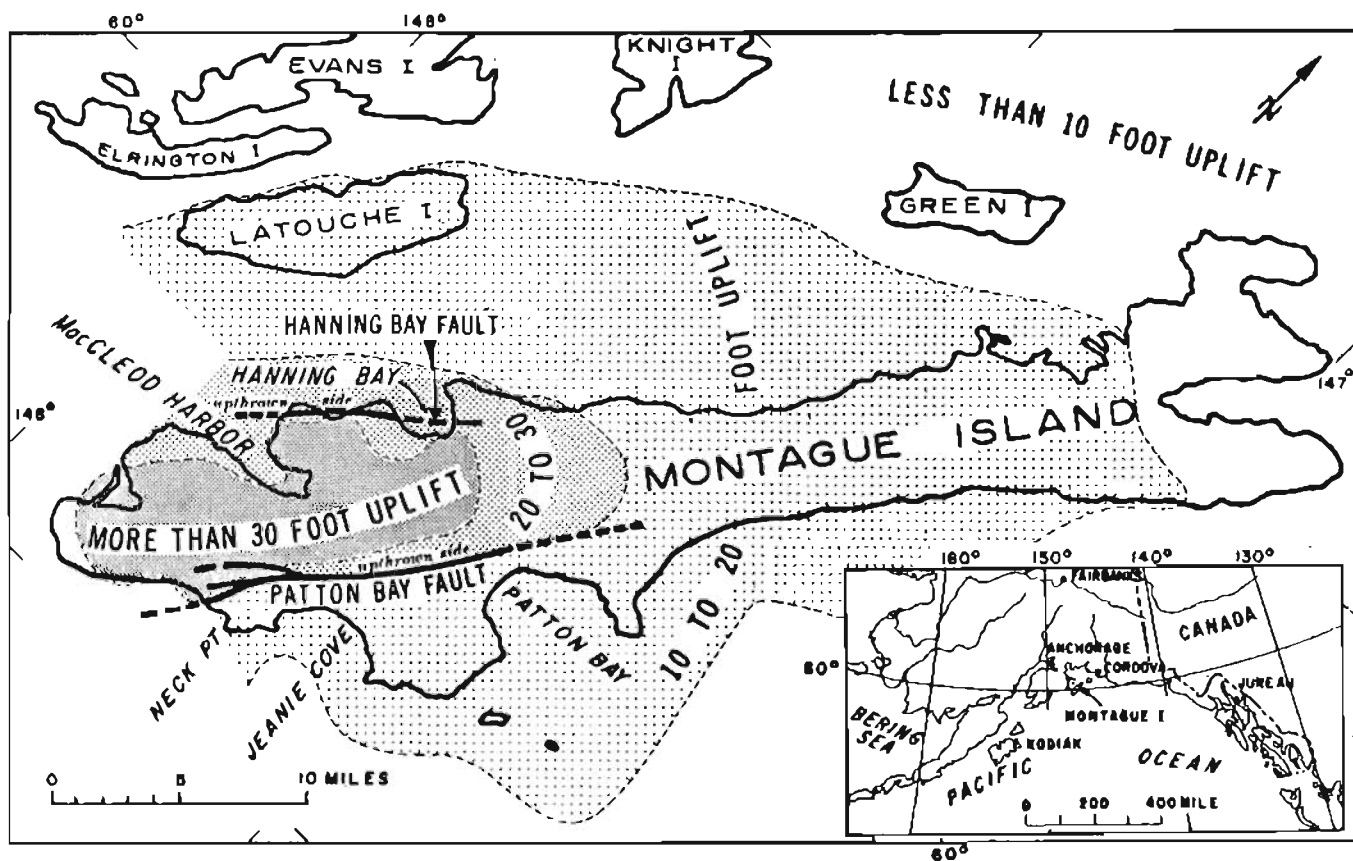 60°
148°
EVANS I
KNIGHT
I
N
LESS THAN 10 FOOT UPLIFT
ELRINGTON I
LATOUCHE I
GREEN I
FOOT UPLIFT
HANNING BAY FAULT
MacCLEOD HARBOR
HANNING BAY
upthrown side
147°
148°
20 TO 30
MONTAGUE ISLAND
MORE THAN 30 FOOT UPLIFT
upthrown side
PATTON BAY FAULT
PATTON BAY
10 TO 20
NECK PT
JEANIE COVE
0 5 10 MILES
160° 150° 140° 130°
FAIRBANKS
CANADA
ANCHORAGE
CORDOVA
60°
JUNEAU
MONTAGUE I
BERING
SEA
KODIAK
PACIFIC
OCEAN
0 200 400 MILE
60°